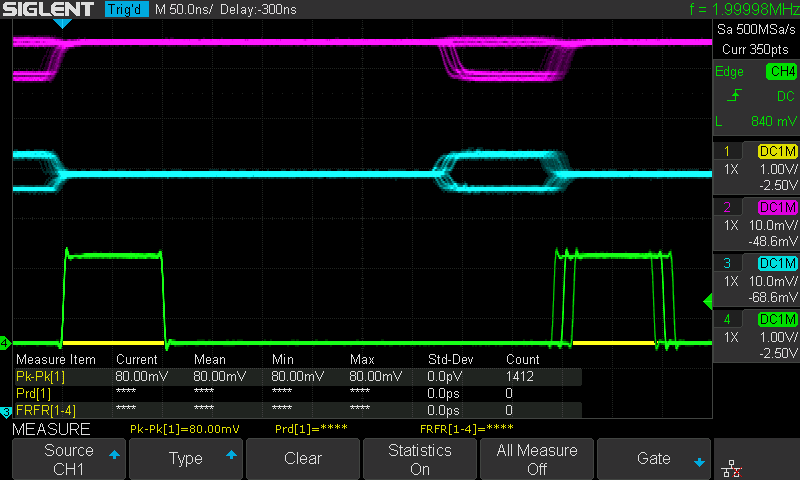 SIGLENT Trig'd M 50.0ns/ Delay:-300ns f = 1.99998MHz
Sa 500MSa/s
Curr 350pts
Edge CH4
DC
L 840 mV
1 DC1M
1X 1.00V/
-2.50V
2 DC1M
1X 10.0mV/
-48.6mV
3 DC1M
1X 10.0mV/
-68.6mV
4 DC1M
1X 1.00V/
-2.50V
4
Measure Item Current Mean Min Max Std-Dev Count
Pk-Pk[1] 80.00mV 80.00mV 80.00mV 80.00mV 0.0pV 1412
Prd[1] **** **** **** **** 0.0ps 0
FRFR[1-4] **** **** **** **** 0.0ps 0
3
MEASURE Pk-Pk[1]=80.00mV Prd[1]=**** FRFR[1-4]=****
Source
CH1
Type
Clear
Statistics
On
All Measure
Off
Gate